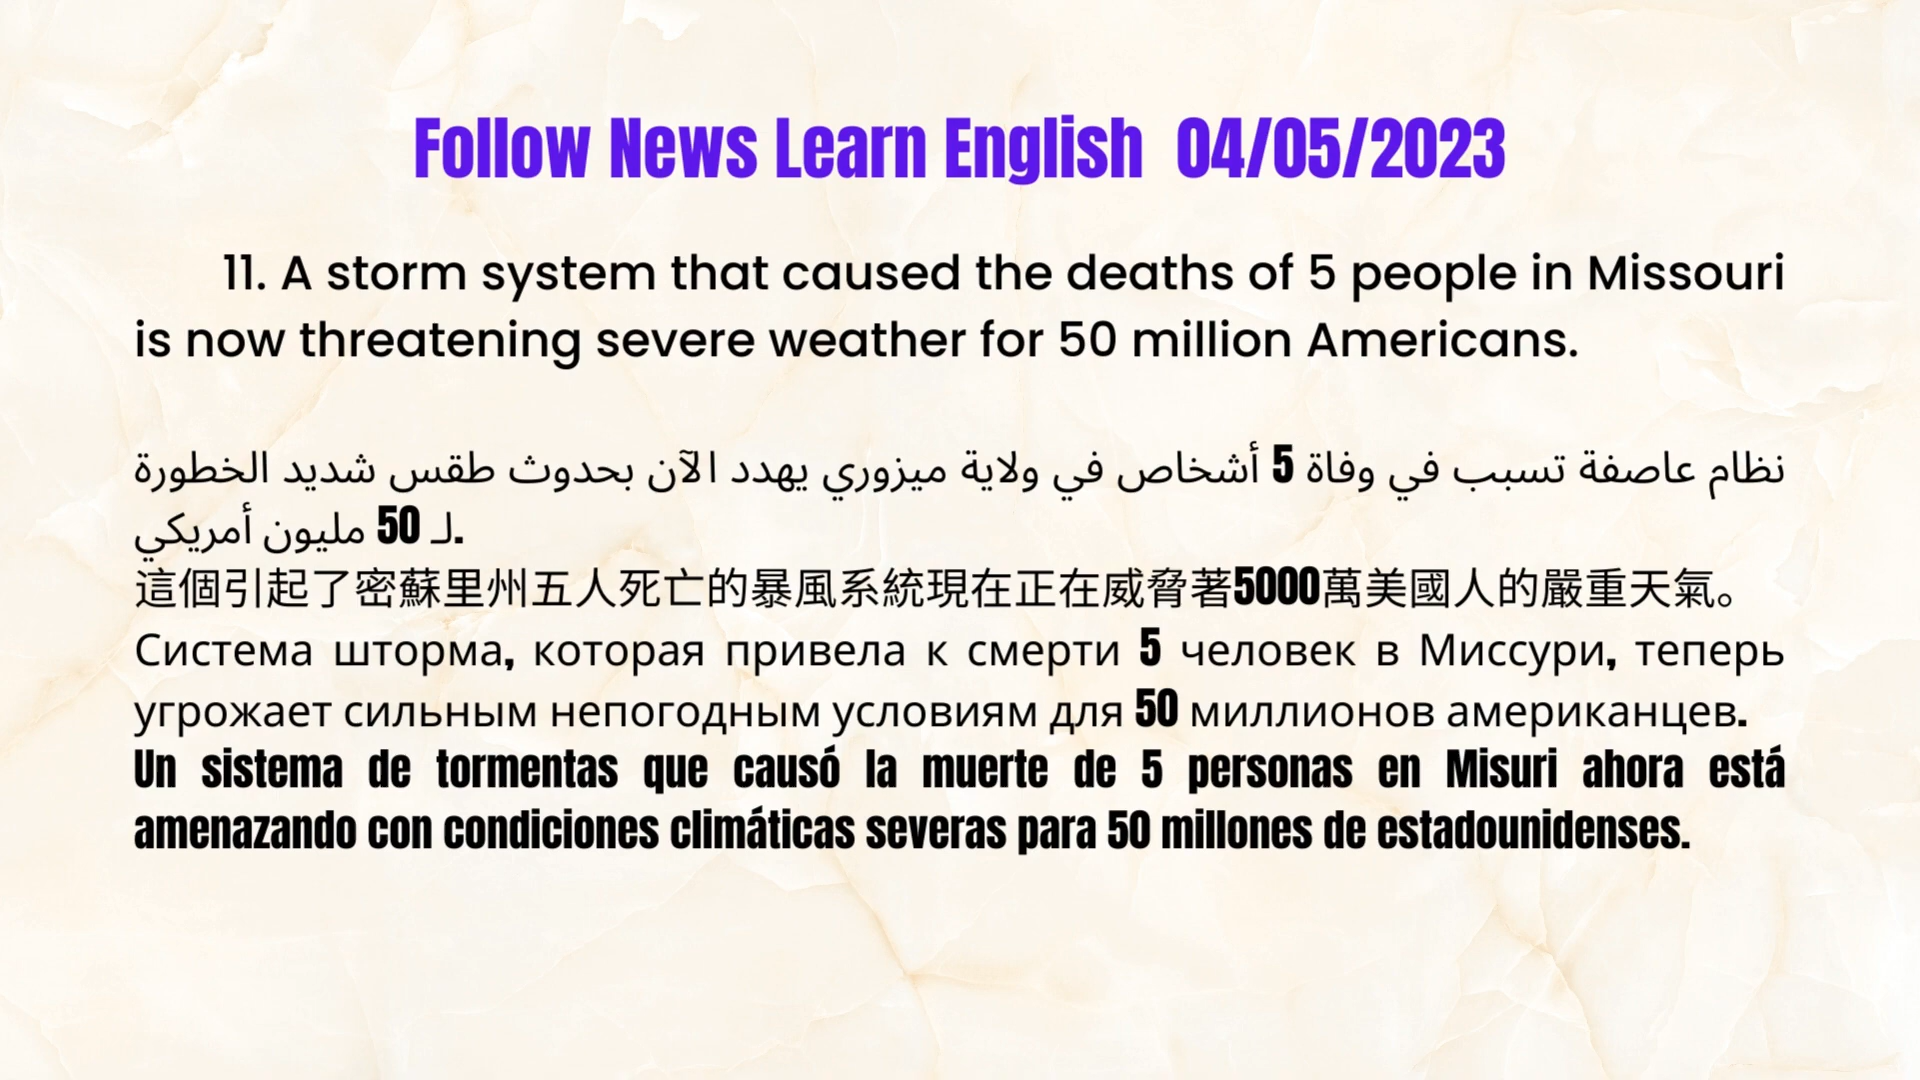 Follow News Learn English 04/05/2023
11. A storm system that caused the deaths of 5 people in Missouri
is now threatening severe weather for 50 million Americans.
نظام عاصفة تسبب في وفاة 5 أشخاص في ولاية ميزوري يهدد الآن بحدوث طقس شديد الخطورة
لـ 50 مليون أمريكي.
這個引起了密蘇里州五人死亡的暴風系統現在正在威脅著5000萬美國人的嚴重天氣。
Система шторма, которая привела к смерти 5 человек в Миссури, теперь
угрожает сильным непогодным условиям для 50 миллионов американцев.
Un sistema de tormentas que causó la muerte de 5 personas en Misuri ahora está
amenazando con condiciones climáticas severas para 50 millones de estadounidenses.